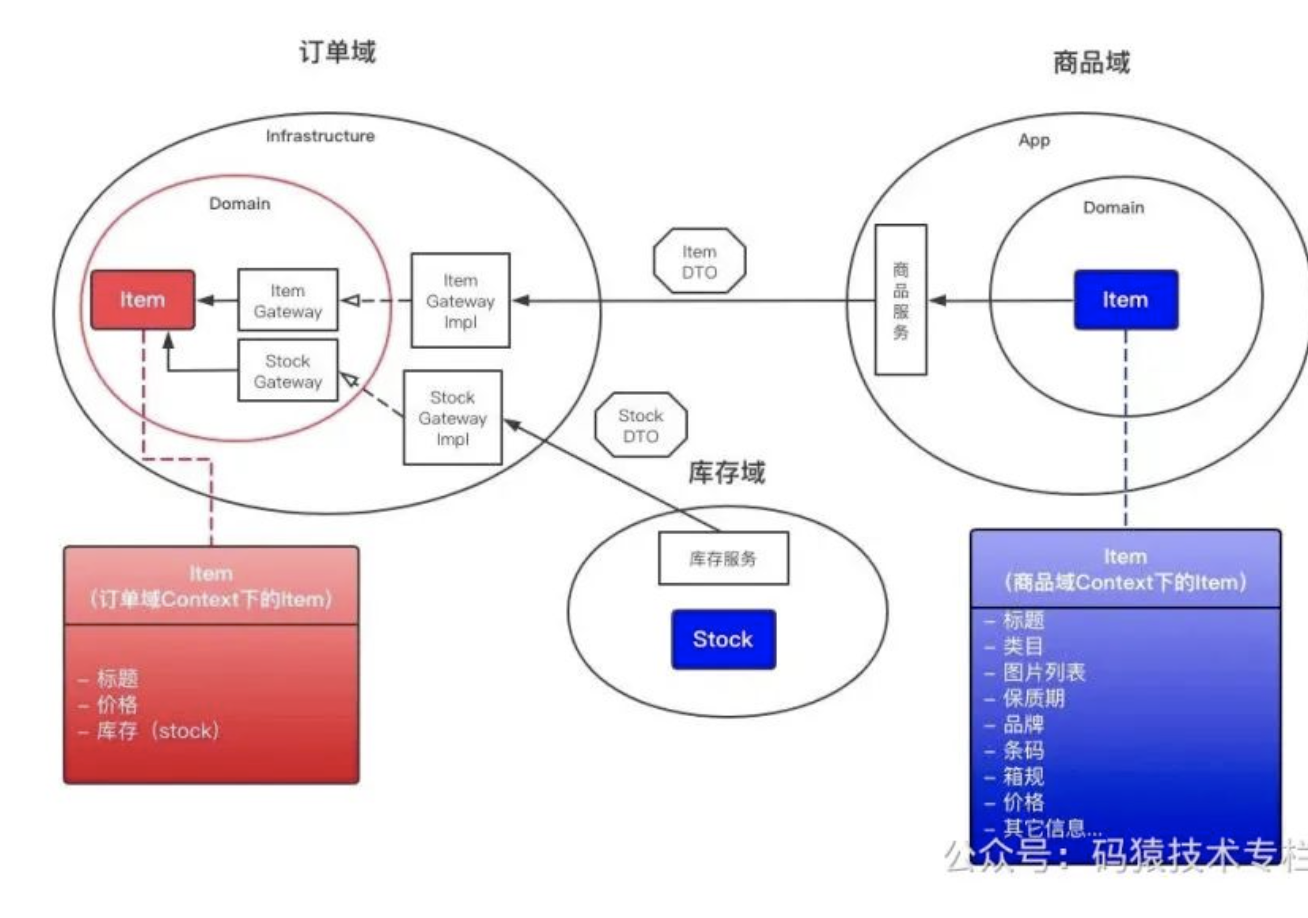 订单域
商品域
Infrastructure
App
Domain
Domain
Item
Item
Gateway
Item
Gateway
Impl
Item
DTO
商
品
服
务
Item
Stock
Gateway
Stock
Gateway
Impl
Stock
DTO
库存域
库存服务
Stock
Item
(订单域Context下的Item)
– 标题
– 价格
– 库存（stock）
Item
（商品域Context下的Item）
– 标题
– 类目
– 图片列表
– 保质期
– 品牌
– 条码
– 箱规
– 价格
– 其它信息...
公众号：码猿技术专栏